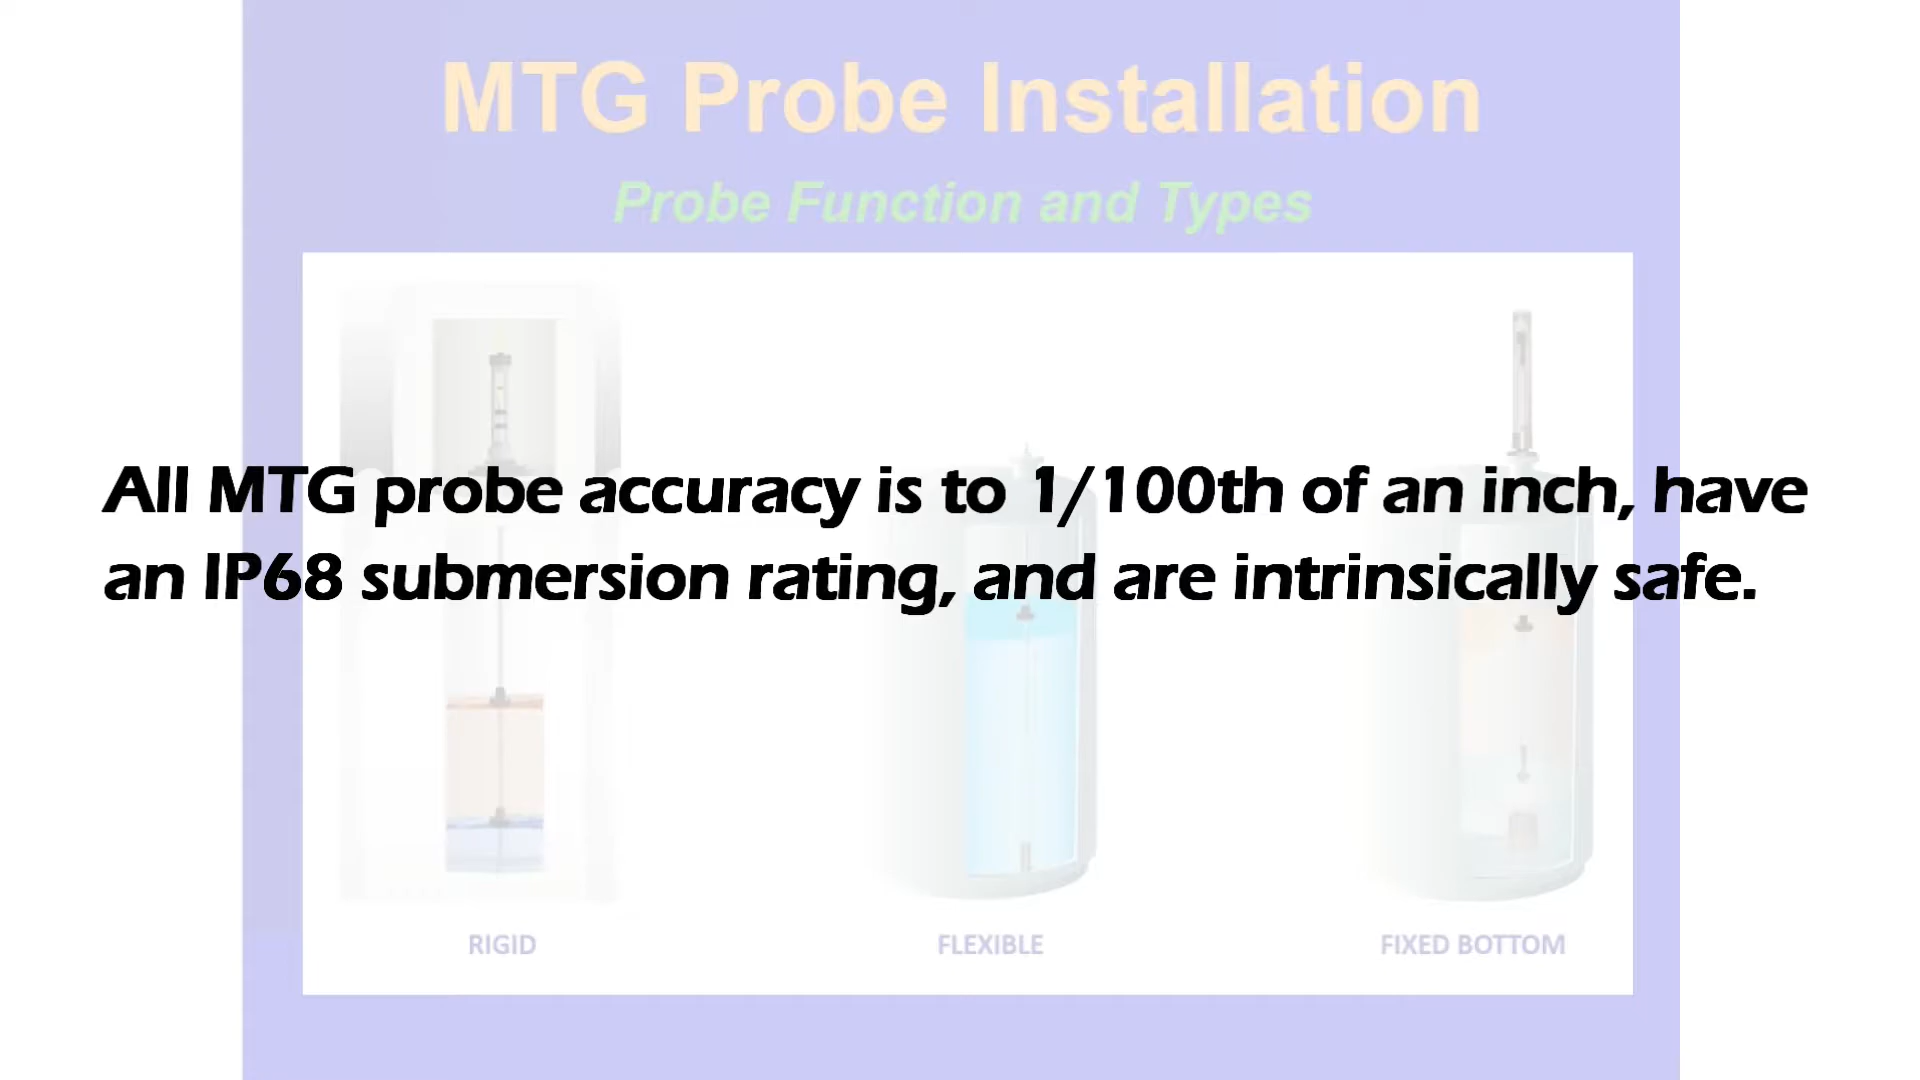 MTG Probe Installation
Probe Function and Types
All MTG probe accuracy is to 1/100th of an inch, have
an IP68 submersion rating, and are intrinsically safe.
RIGID
FLEXIBLE
FIXED BOTTOM